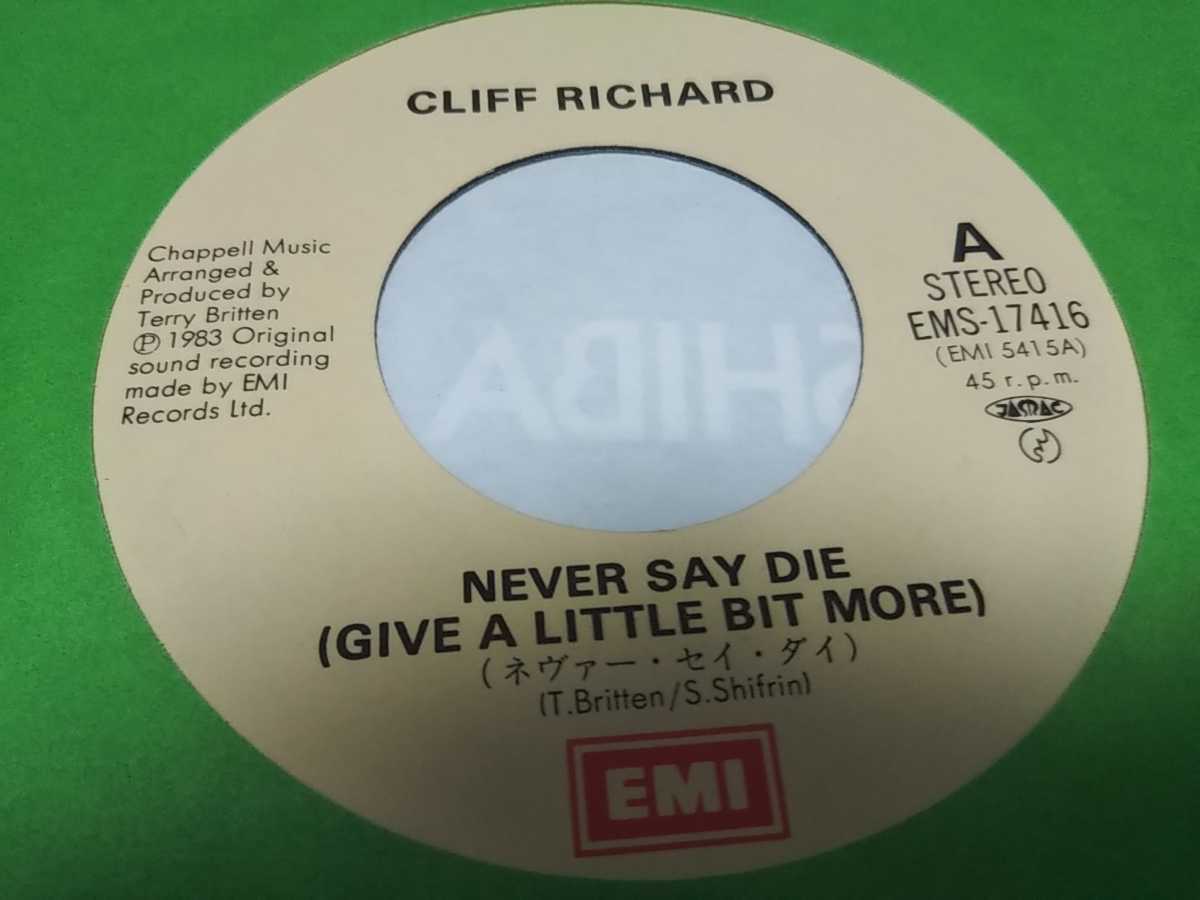 CLIFF RICHARD
Chappell Music
Arranged &
Produced by
Terry Britten
Ⓟ 1983 Original
sound recording
made by EMI
Records Ltd.
A
STEREO
EMS-17416
(EMI 5415A)
45 r.p.m.
JASRAC
SHIBA
NEVER SAY DIE
(GIVE A LITTLE BIT MORE)
(ネヴァー・セイ・ダイ)
(T.Britten/S.Shifrin)
EMI